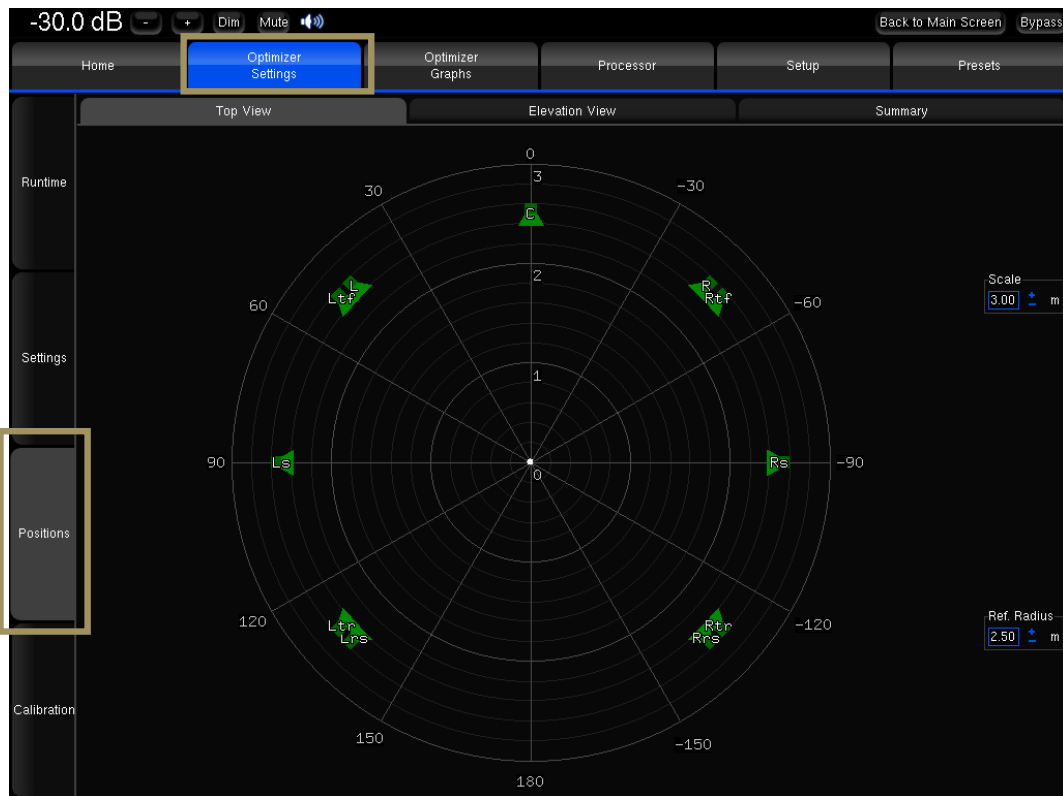 -30.0 dB - + Dim Mute Back to Main Screen Bypass
Home Optimizer Settings Optimizer Graphs Processor Setup Presets
Top View Elevation View Summary
Runtime
Settings
Positions
Calibration
0
3
30 -30
C
2
L R
Ltf Rtf
60 -60
Scale
3.00 + - m
1
90 Ls Rs -90
0
120 -120
Ltr Rtr
Lrs Rrs
Ref. Radius
2.50 + - m
150 -150
180